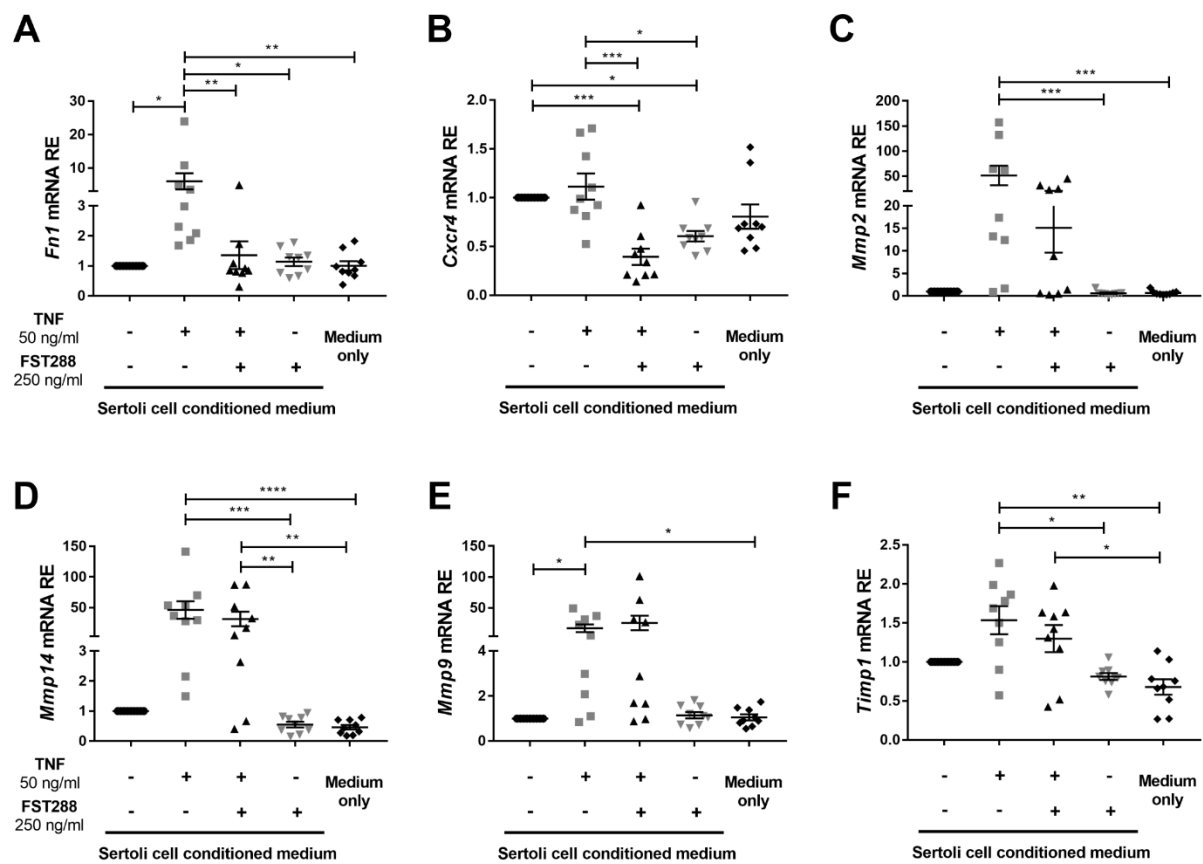 A
**
*
**
*
Fn1 mRNA RE
30
20
10
3
2
1
0
TNF
50 ng/ml
- + + - Medium only
FST288
250 ng/ml
- - + +
Sertoli cell conditioned medium
B
*
***
*
***
Cxcr4 mRNA RE
2.0
1.5
1.0
0.5
0.0
- + + - Medium only
- - + +
Sertoli cell conditioned medium
C
***
***
Mmp2 mRNA RE
200
150
100
50
20
15
10
5
0
- + + - Medium only
- - + +
Sertoli cell conditioned medium
D
****
***
**
**
Mmp14 mRNA RE
150
100
50
3
2
1
0
TNF
50 ng/ml
- + + - Medium only
FST288
250 ng/ml
- - + +
Sertoli cell conditioned medium
E
*
*
Mmp9 mRNA RE
150
100
50
4
2
0
- + + - Medium only
- - + +
Sertoli cell conditioned medium
F
**
*
*
Timp1 mRNA RE
2.5
2.0
1.5
1.0
0.5
0.0
- + + - Medium only
- - + +
Sertoli cell conditioned medium